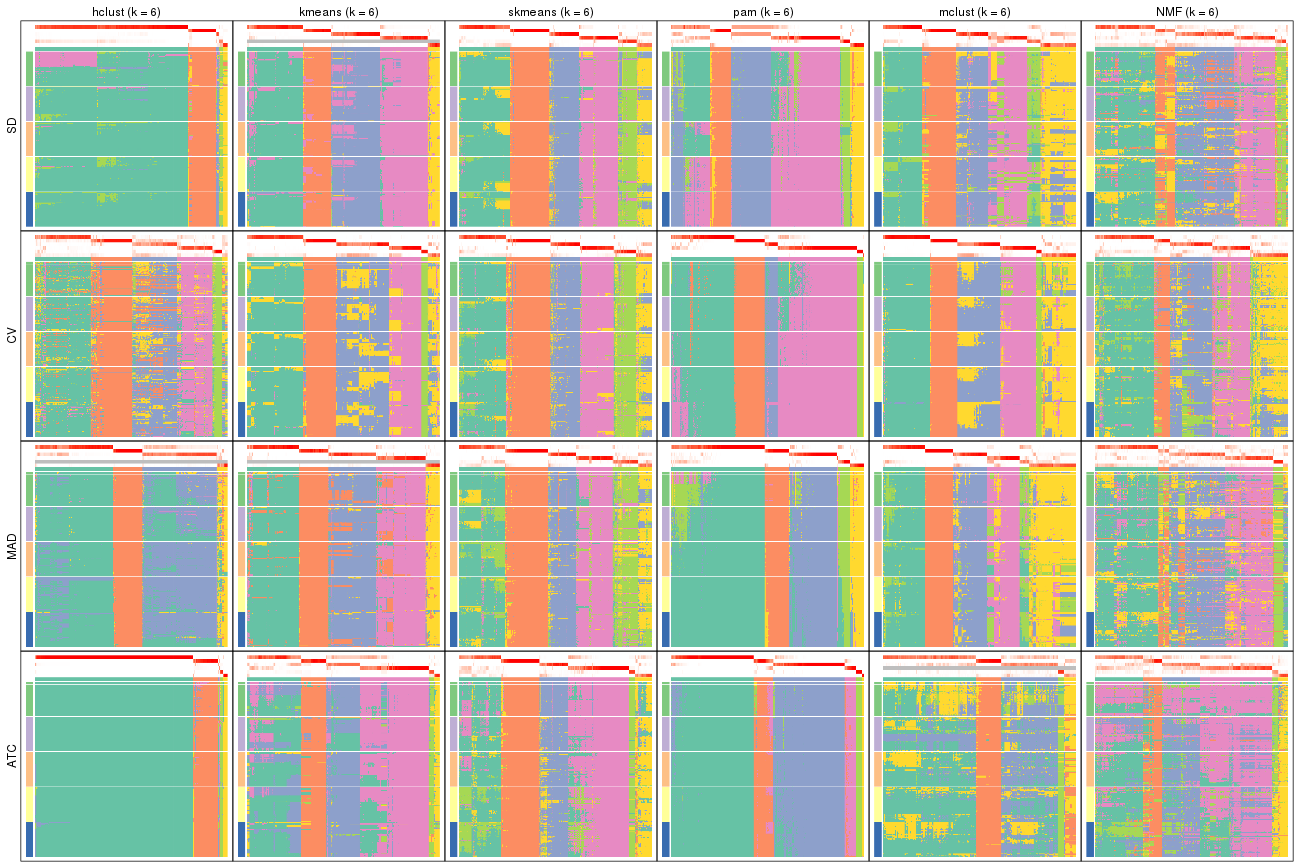 hclust (k = 6) kmeans (k = 6) skmeans (k = 6) pam (k = 6) mclust (k = 6) NMF (k = 6)
SD
CV
MAD
ATC